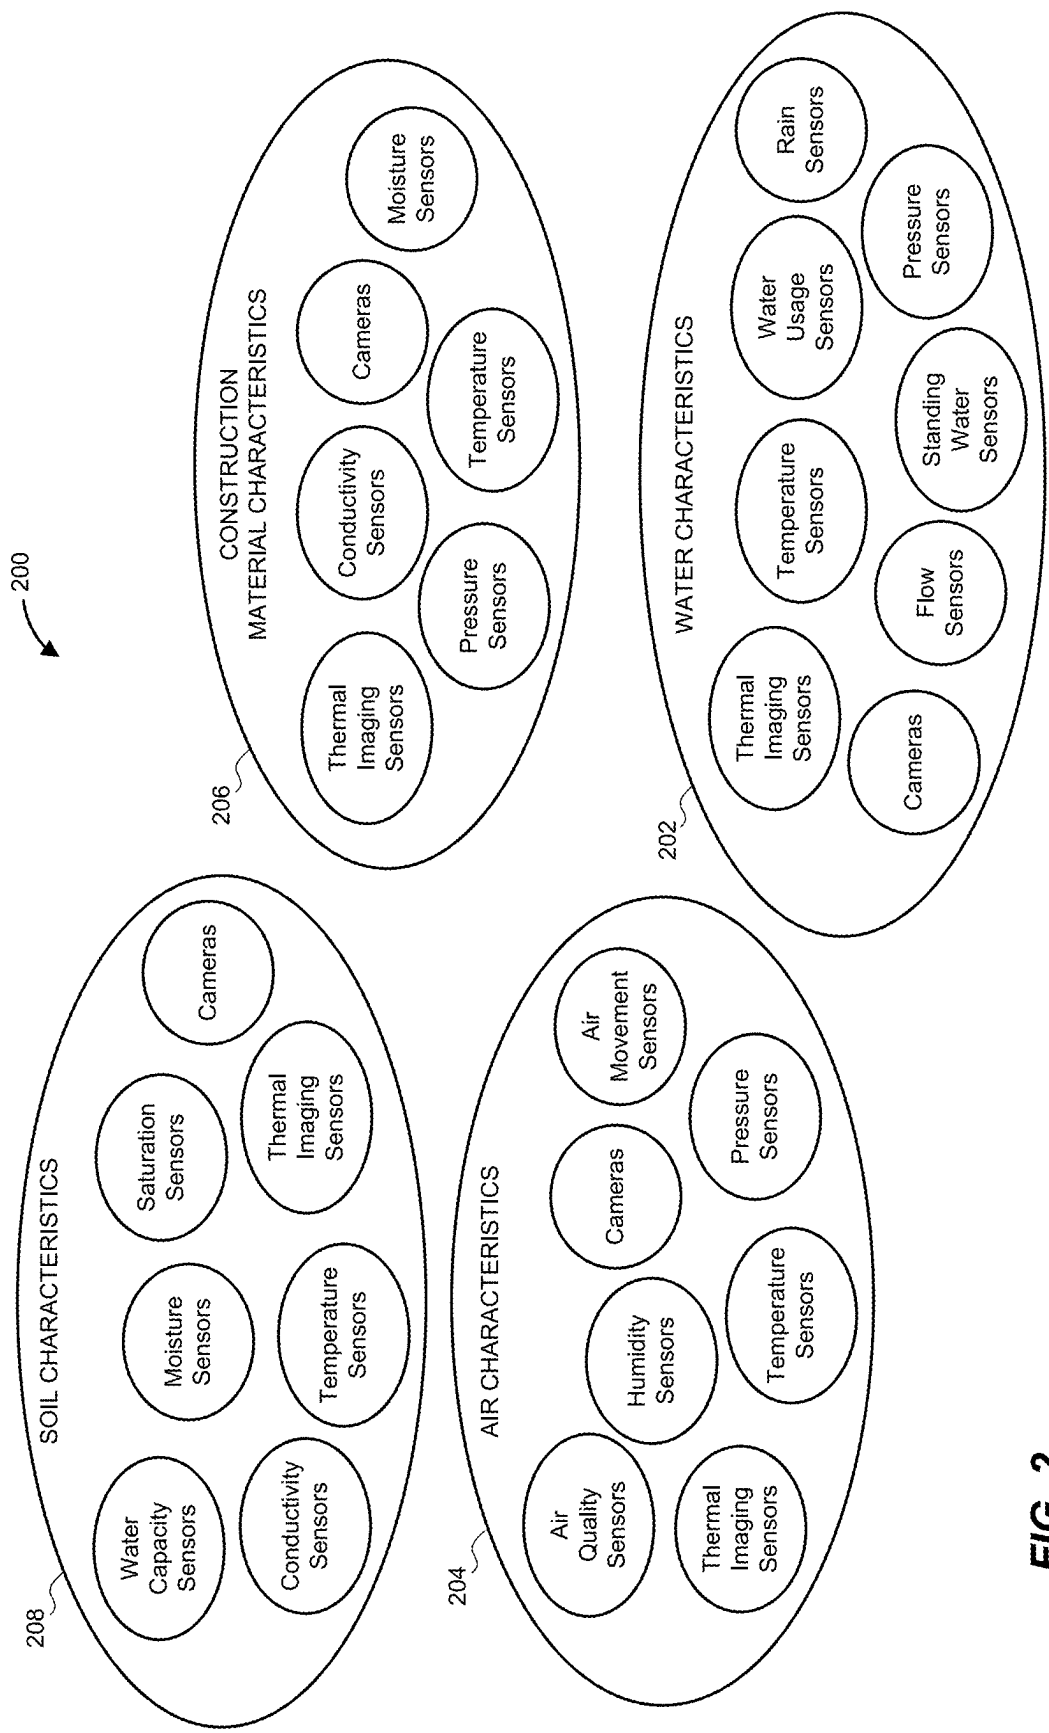 200
208
SOIL CHARACTERISTICS
Water
Capacity
Sensors
Moisture
Sensors
Saturation
Sensors
Cameras
Conductivity
Sensors
Temperature
Sensors
Thermal
Imaging
Sensors
206
CONSTRUCTION
MATERIAL CHARACTERISTICS
Thermal
Imaging
Sensors
Conductivity
Sensors
Cameras
Moisture
Sensors
Pressure
Sensors
Temperature
Sensors
204
AIR CHARACTERISTICS
Air
Quality
Sensors
Humidity
Sensors
Cameras
Air
Movement
Sensors
Thermal
Imaging
Sensors
Temperature
Sensors
Pressure
Sensors
202
WATER CHARACTERISTICS
Thermal
Imaging
Sensors
Temperature
Sensors
Water
Usage
Sensors
Rain
Sensors
Cameras
Flow
Sensors
Standing
Water
Sensors
Pressure
Sensors
FIG. 2